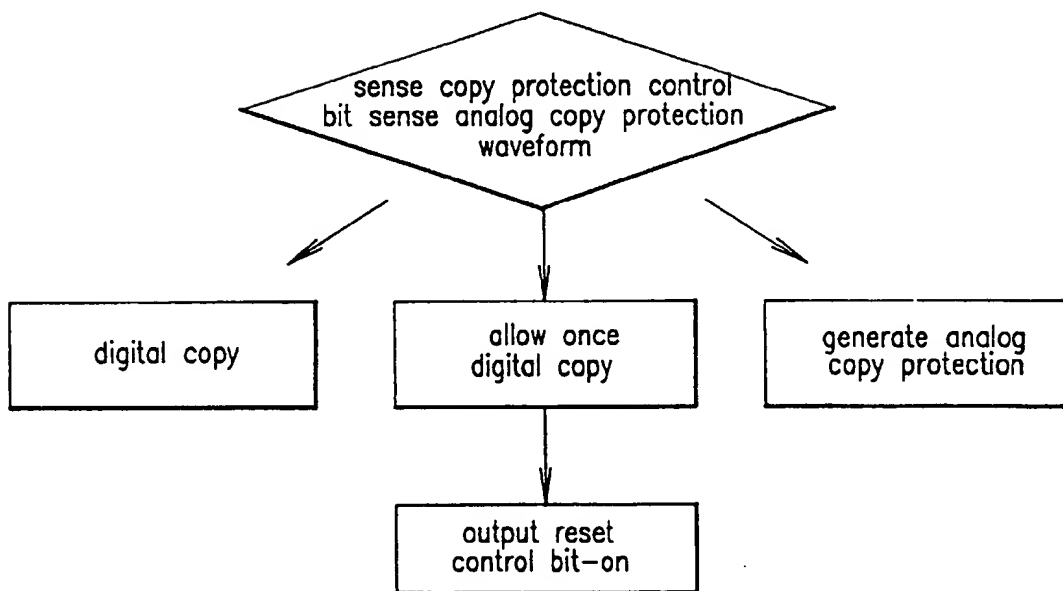 sense copy protection control
bit sense analog copy protection
waveform
digital copy
allow once
digital copy
generate analog
copy protection
output reset
control bit-on